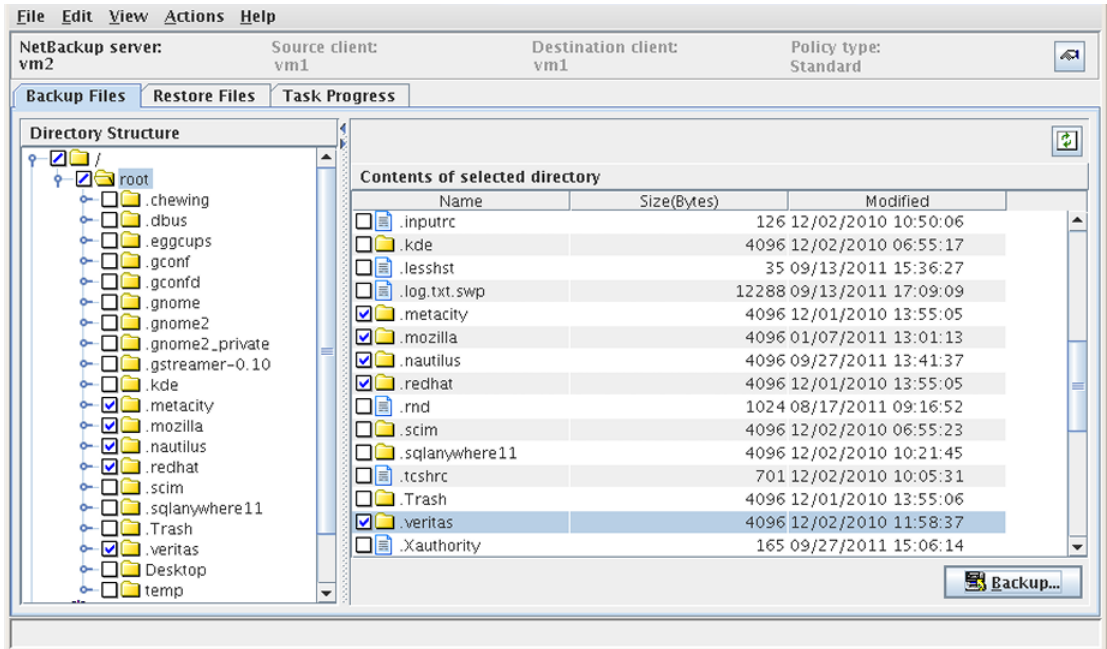 File Edit View Actions Help
NetBackup server: Source client: Destination client: Policy type:
vm2 vm1 vm1 Standard
Backup Files Restore Files Task Progress
Directory Structure
/
root
.chewing
.dbus
.eggcups
.gconf
.gconfd
.gnome
.gnome2
.gnome2_private
.gstreamer-0.10
.kde
.metacity
.mozilla
.nautilus
.redhat
.scim
.sqlanywhere11
.Trash
.veritas
Desktop
temp
Contents of selected directory
Name Size(Bytes) Modified
.inputrc 126 12/02/2010 10:50:06
.kde 4096 12/02/2010 06:55:17
.lesshst 35 09/13/2011 15:36:27
.log.txt.swp 12288 09/13/2011 17:09:09
.metacity 4096 12/01/2010 13:55:05
.mozilla 4096 01/07/2011 13:01:13
.nautilus 4096 09/27/2011 13:41:37
.redhat 4096 12/01/2010 13:55:05
.rnd 1024 08/17/2011 09:16:52
.scim 4096 12/02/2010 06:55:23
.sqlanywhere11 4096 12/02/2010 10:21:45
.tcshrc 701 12/02/2010 10:05:31
.Trash 4096 12/01/2010 13:55:06
.veritas 4096 12/02/2010 11:58:37
.Xauthority 165 09/27/2011 15:06:14
Backup...